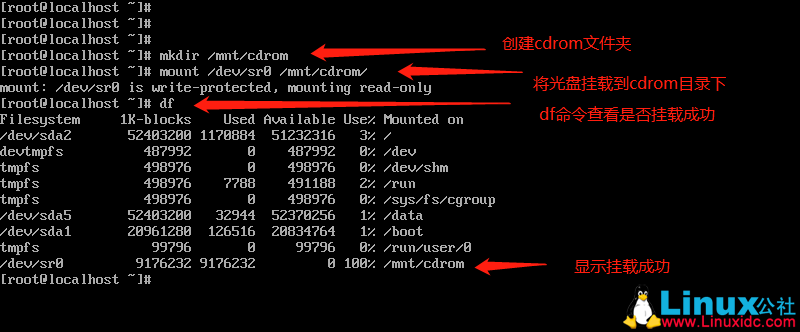 [root@localhost ~]#
[root@localhost ~]#
[root@localhost ~]#
[root@localhost ~]# mkdir /mnt/cdrom 创建cdrom文件夹
[root@localhost ~]# mount /dev/sr0 /mnt/cdrom/
mount: /dev/sr0 is write-protected, mounting read-only 将光盘挂载到cdrom目录下
[root@localhost ~]# df df命令查看是否挂载成功
Filesystem 1K-blocks Used Available Use% Mounted on
/dev/sda2 52403200 1170884 51232316 3% /
devtmpfs 487992 0 487992 0% /dev
tmpfs 498976 0 498976 0% /dev/shm
tmpfs 498976 7788 491188 2% /run
tmpfs 498976 0 498976 0% /sys/fs/cgroup
/dev/sda5 52403200 32944 52370256 1% /data
/dev/sda1 20961280 126516 20834764 1% /boot
tmpfs 99796 0 99796 0% /run/user/0
/dev/sr0 9176232 9176232 0 100% /mnt/cdrom 显示挂载成功
[root@localhost ~]#
Linux公社
www.Linuxidc.com